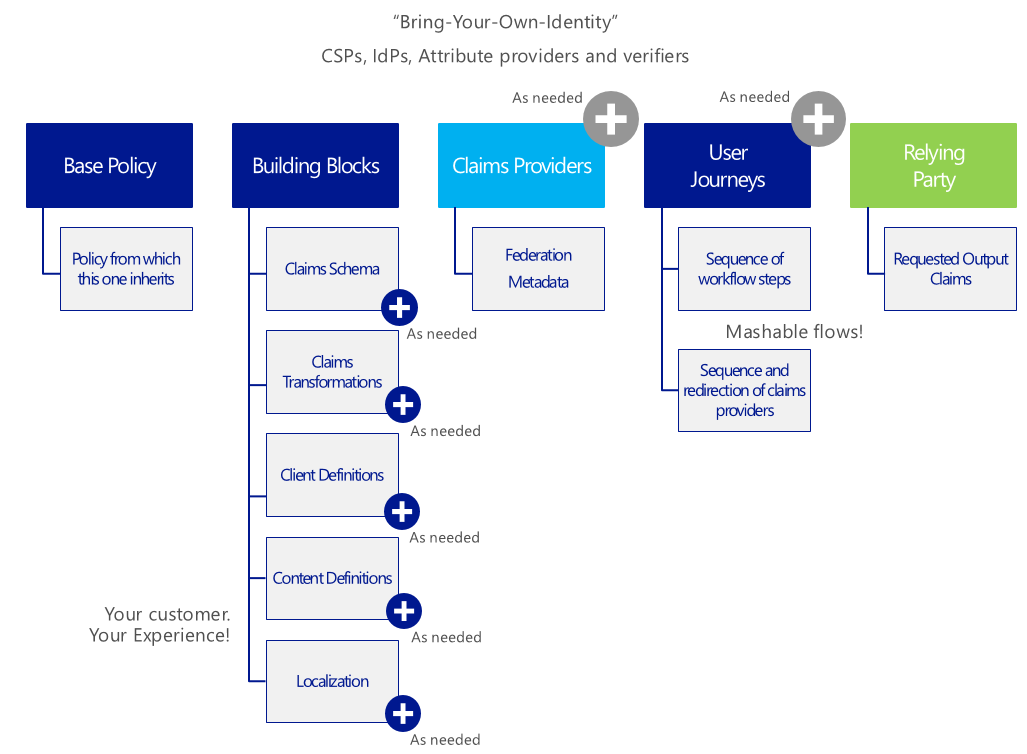 “Bring-Your-Own-Identity”
CSPs, IdPs, Attribute providers and verifiers
As needed
As needed
Base Policy
Building Blocks
Claims Providers
User
Journeys
Relying
Party
Policy from which
this one inherits
Claims Schema
As needed
Claims
Transformations
As needed
Client Definitions
As needed
Content Definitions
As needed
Localization
As needed
Your customer.
Your Experience!
Federation
Metadata
Sequence of
workflow steps
Mashable flows!
Sequence and
redirection of claims
providers
Requested Output
Claims